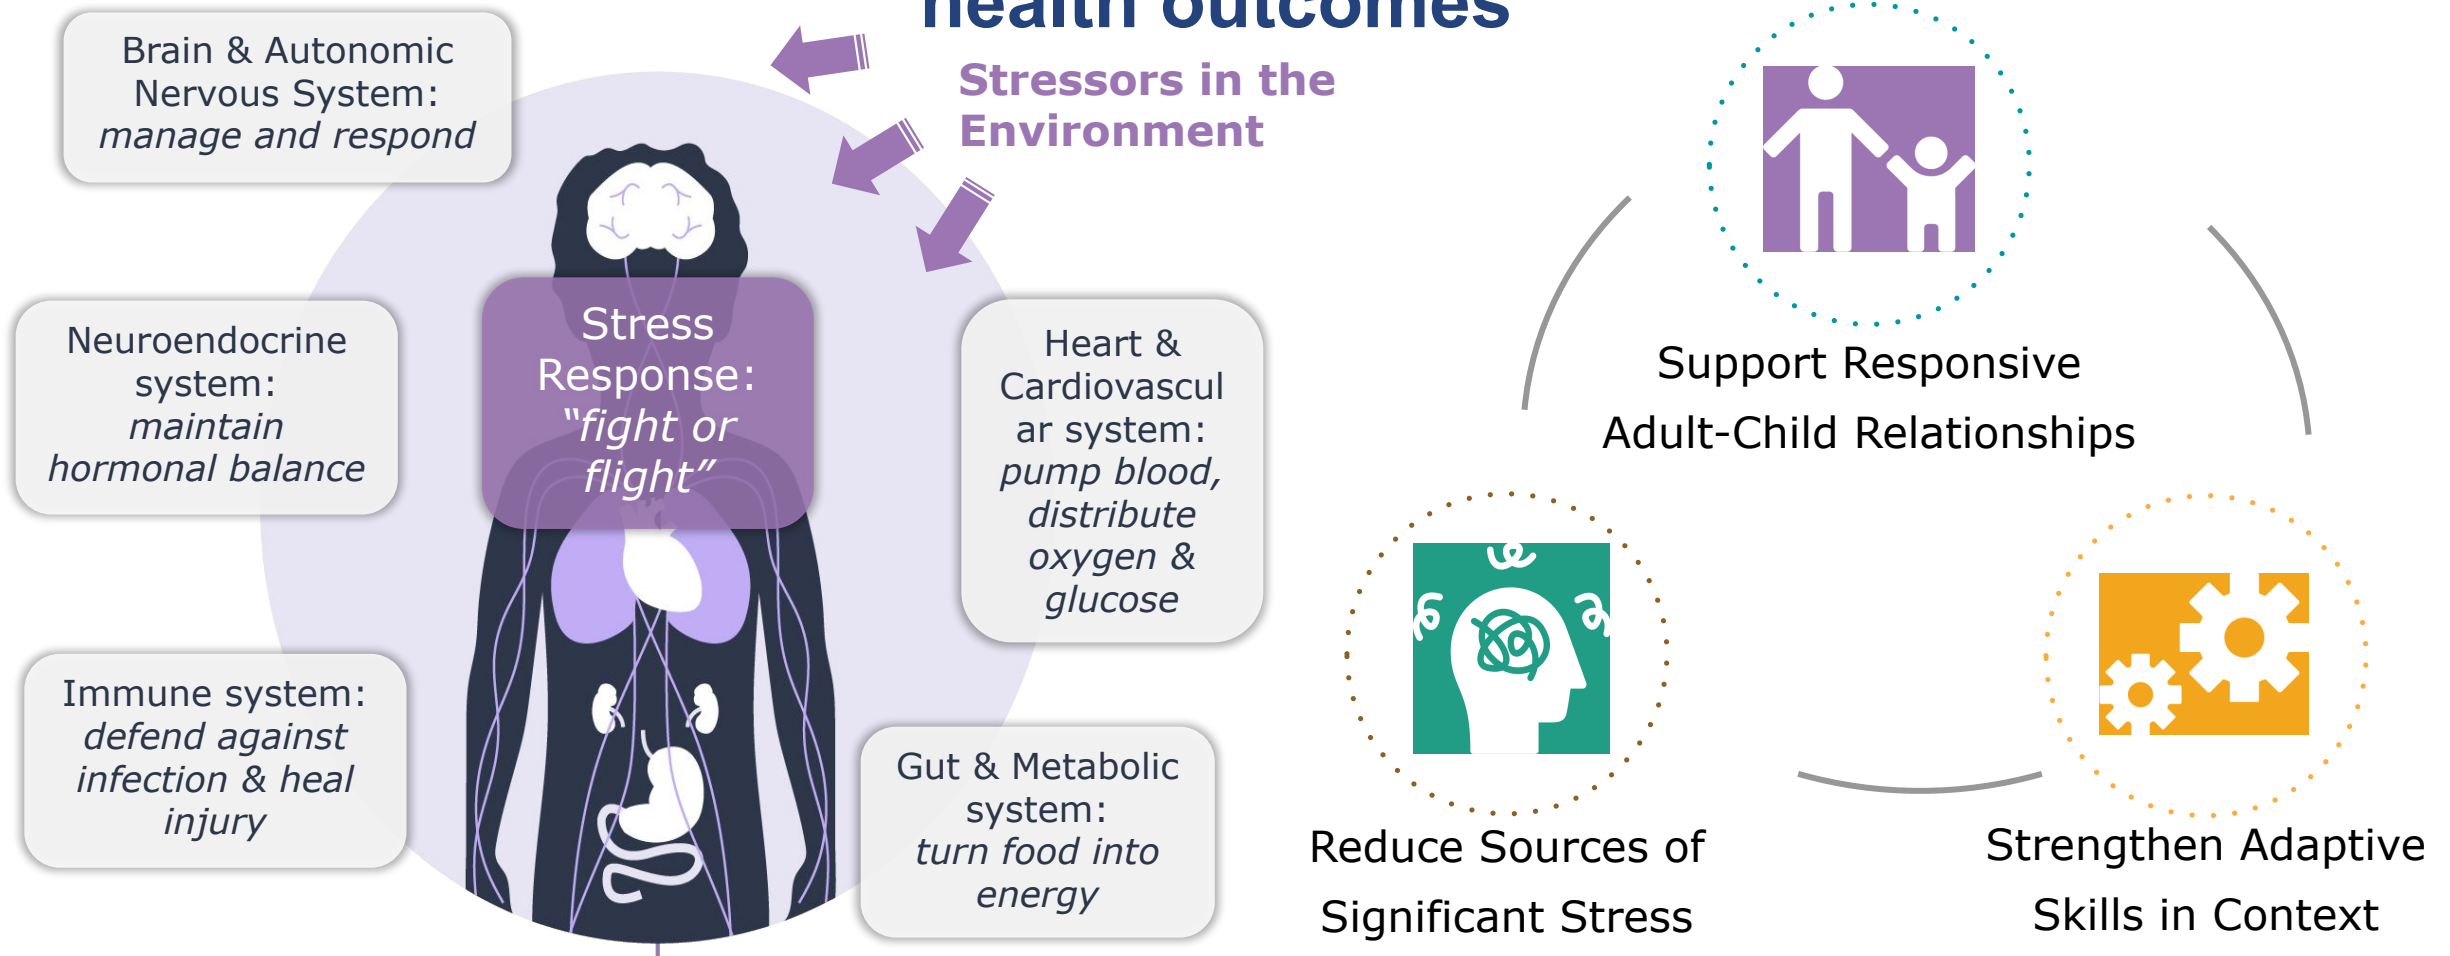 health outcomes
Stressors in the
Environment
Brain & Autonomic
Nervous System:
manage and respond
Neuroendocrine
system:
maintain
hormonal balance
Immune system:
defend against
infection & heal
injury
Stress
Response:
“fight or
flight”
Heart &
Cardiovascul
ar system:
pump blood,
distribute
oxygen &
glucose
Gut & Metabolic
system:
turn food into
energy
Support Responsive
Adult-Child Relationships
Reduce Sources of
Significant Stress
Strengthen Adaptive
Skills in Context